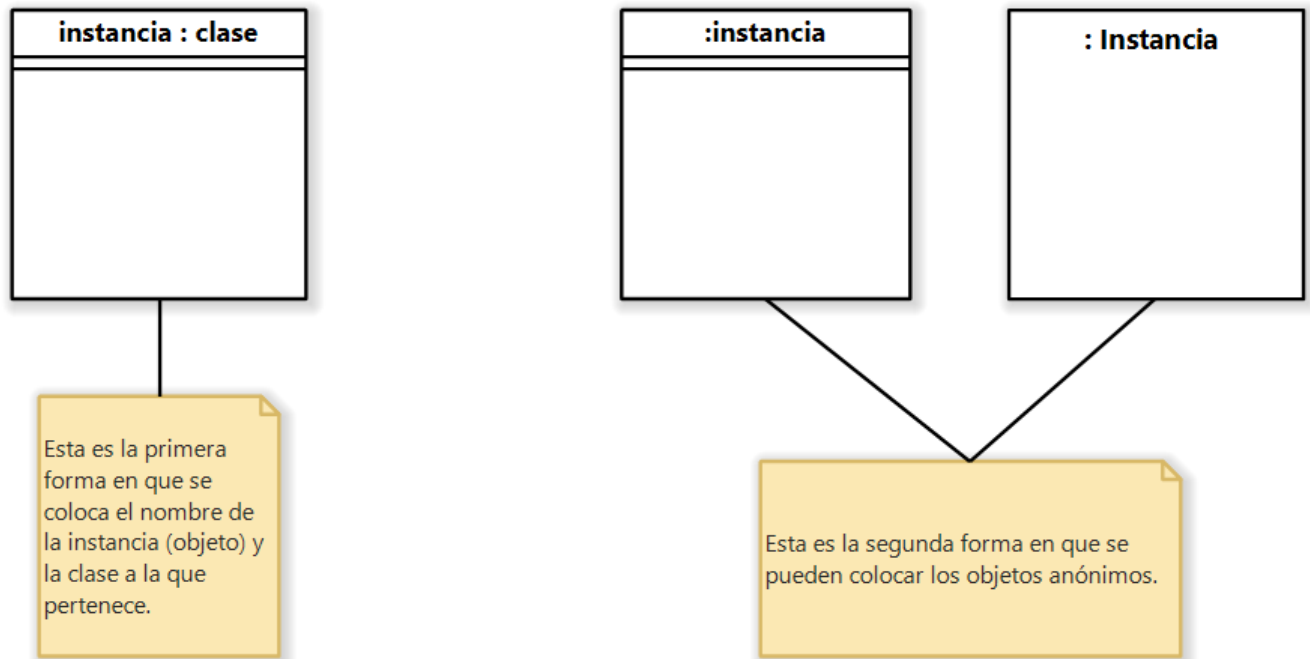 instancia : clase
:instancia
: Instancia
Esta es la primera
forma en que se
coloca el nombre de
la instancia (objeto) y
la clase a la que
pertenece.
Esta es la segunda forma en que se
pueden colocar los objetos anónimos.